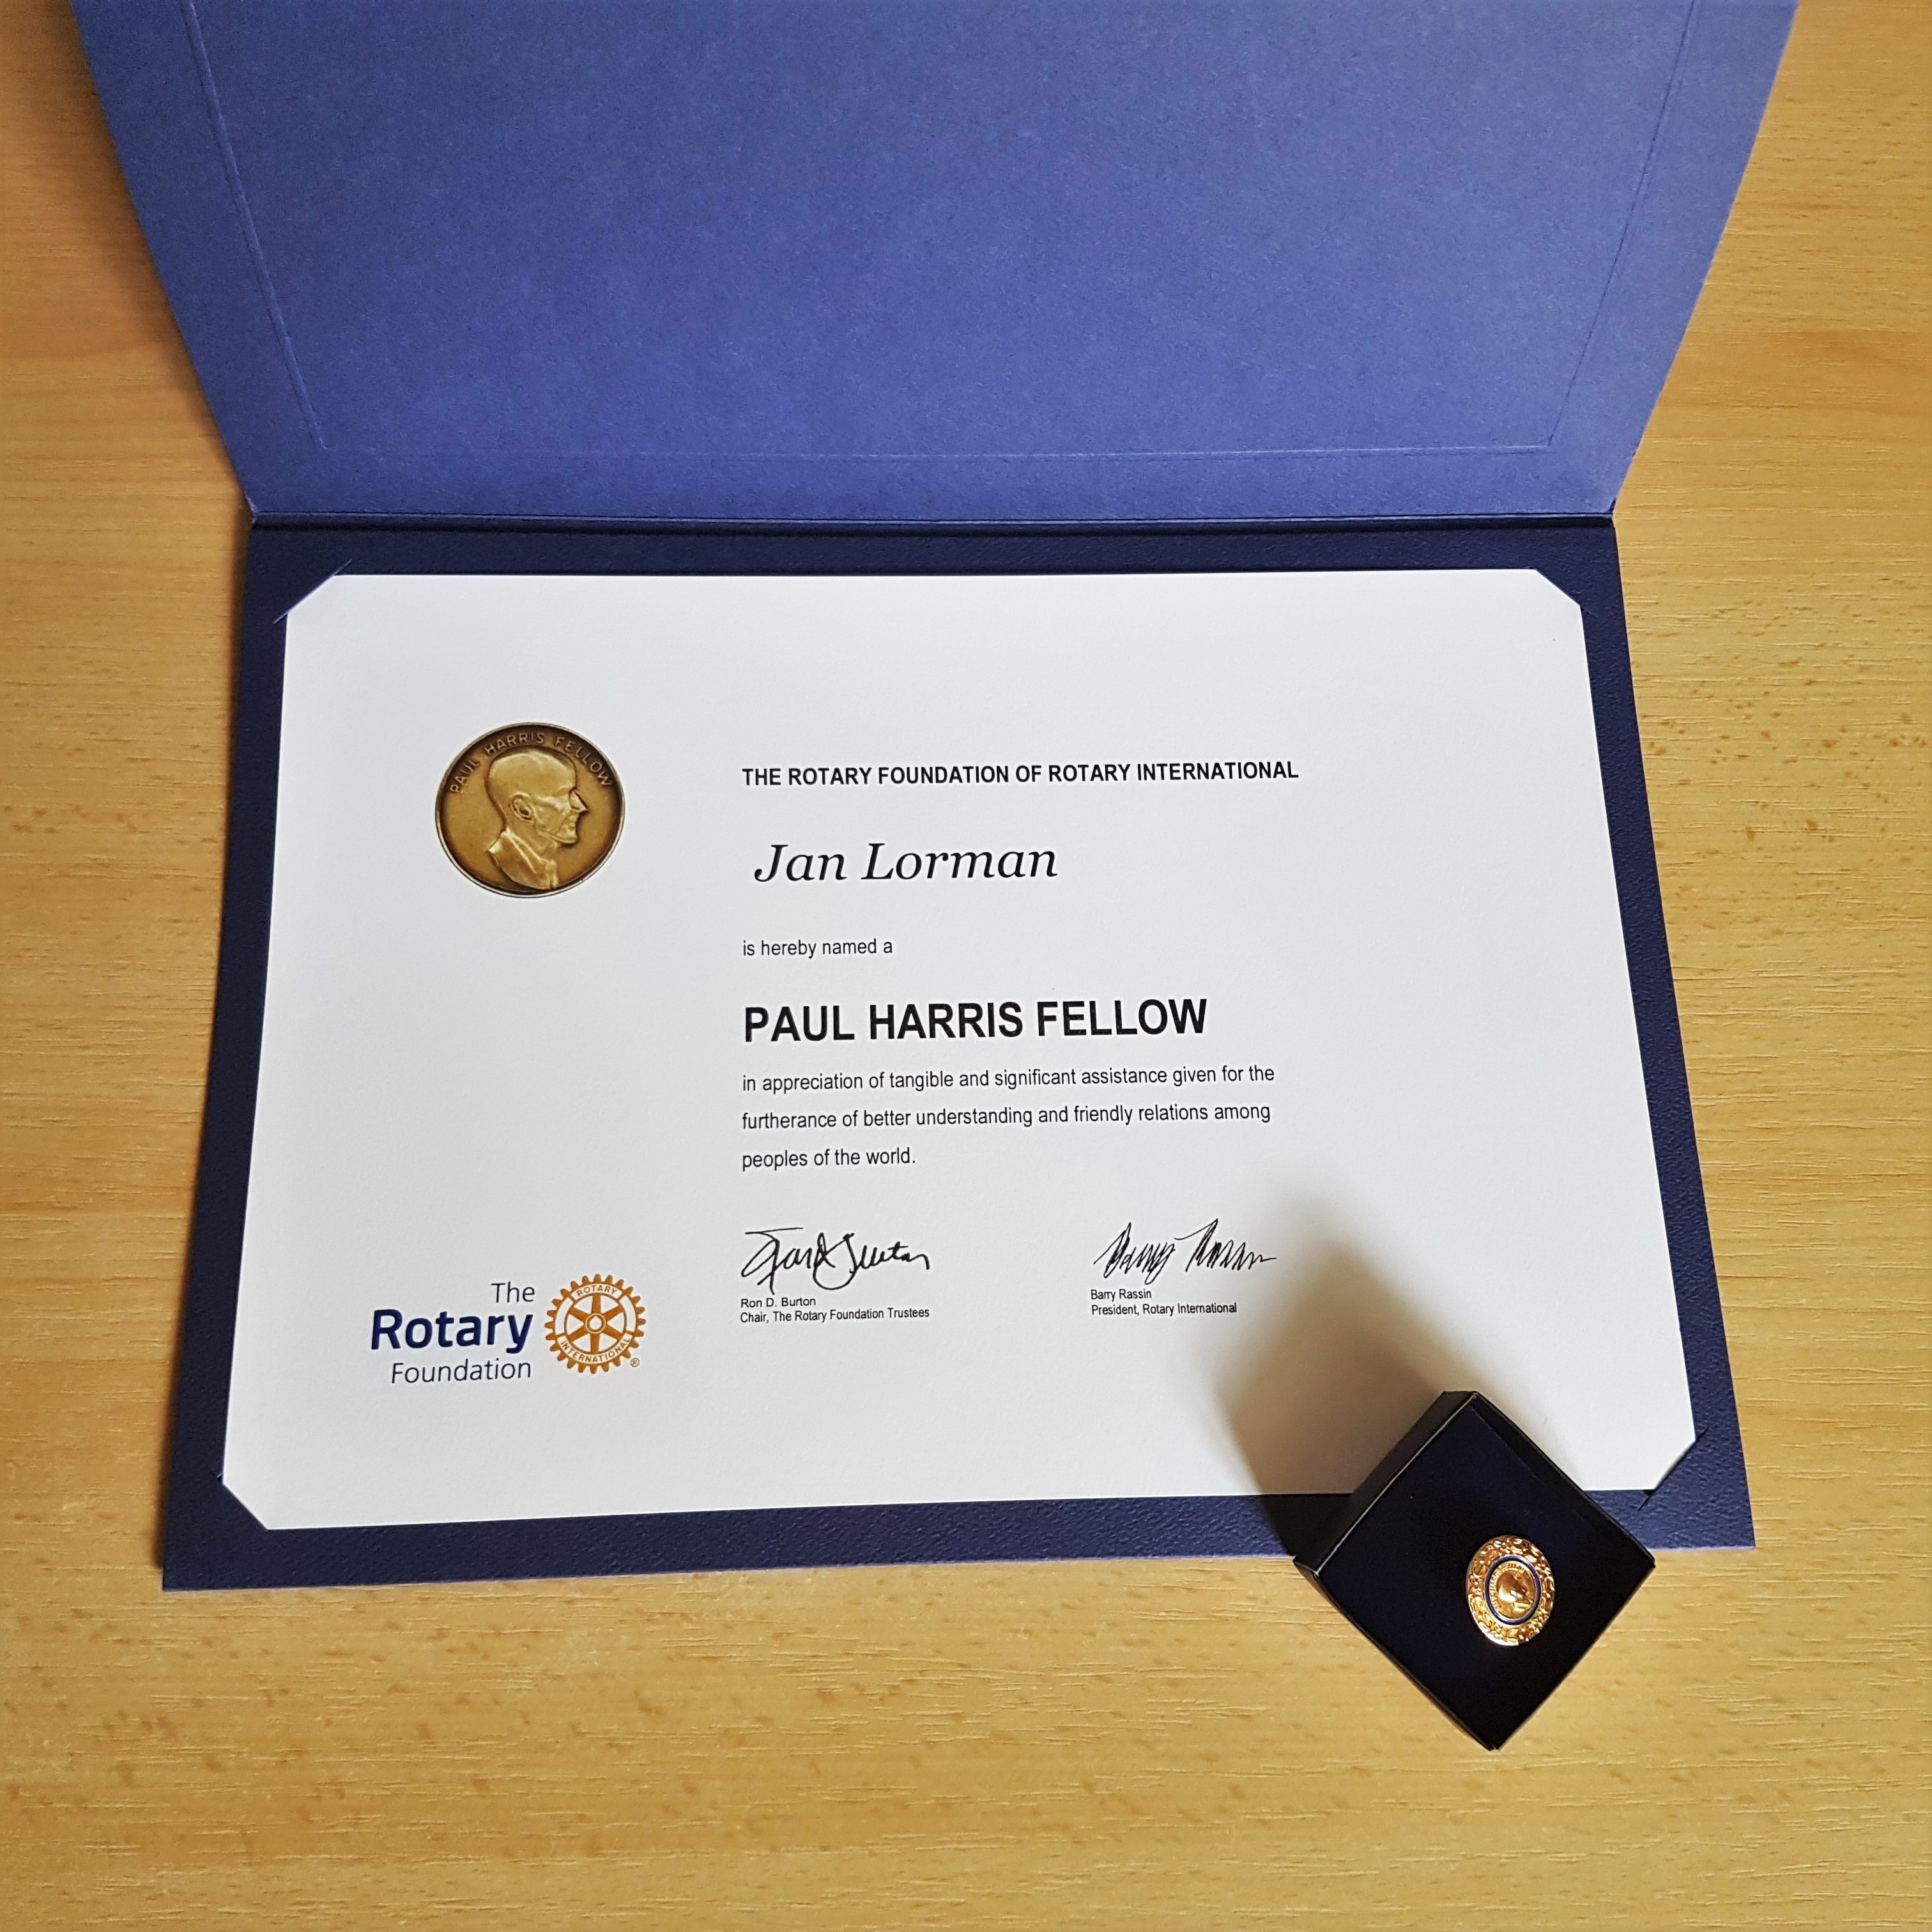 PAUL HARRIS FELLOW
THE ROTARY FOUNDATION OF ROTARY INTERNATIONAL
Jan Lorman
is hereby named a
PAUL HARRIS FELLOW
in appreciation of tangible and significant assistance given for the
furtherance of better understanding and friendly relations among
peoples of the world.
Ron D. Burton
Chair, The Rotary Foundation Trustees
Barry Rassin
Barry Rassin
President, Rotary International
The
Rotary
Foundation
ROTARY
INTERNATIONAL
®